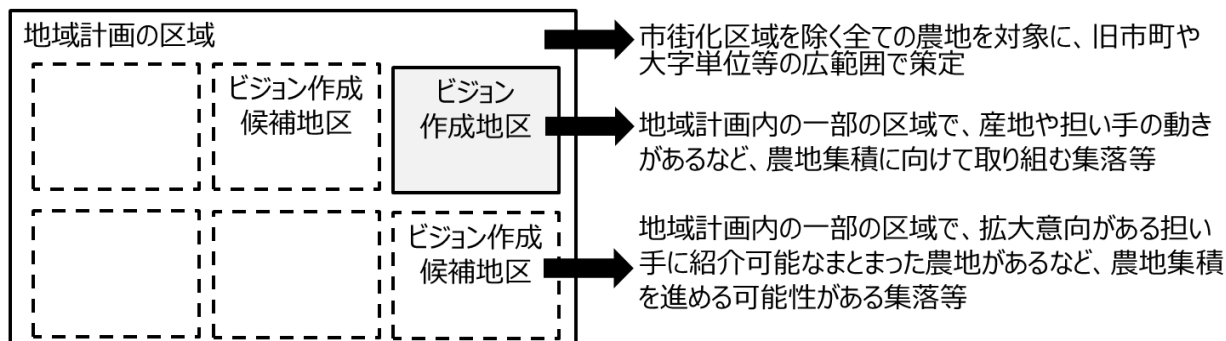 地域計画の区域
ビジョン作成
候補地区
ビジョン
作成地区
ビジョン作成
候補地区
市街化区域を除く全ての農地を対象に、旧市町や
大字単位等の広範囲で策定
地域計画内の一部の区域で、産地や担い手の動き
があるなど、農地集積に向けて取り組む集落等
地域計画内の一部の区域で、拡大意向がある担い
手に紹介可能なまとまった農地があるなど、農地集積
を進める可能性がある集落等